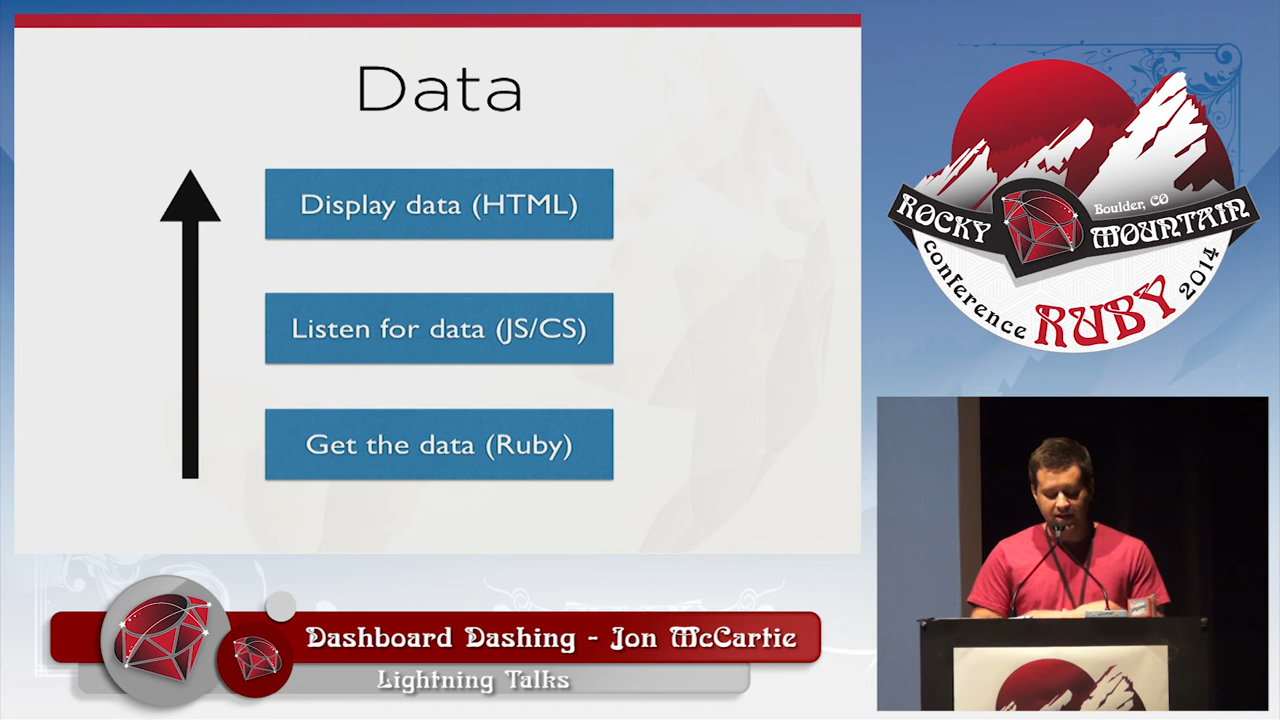 Data
Display data (HTML)
Listen for data (JS/CS)
Get the data (Ruby)
Boulder, CO
ROCKY MOUNTAIN
conference RUBY 2014
Dashboard Dashing - Jon McCartie
Lightning Talks